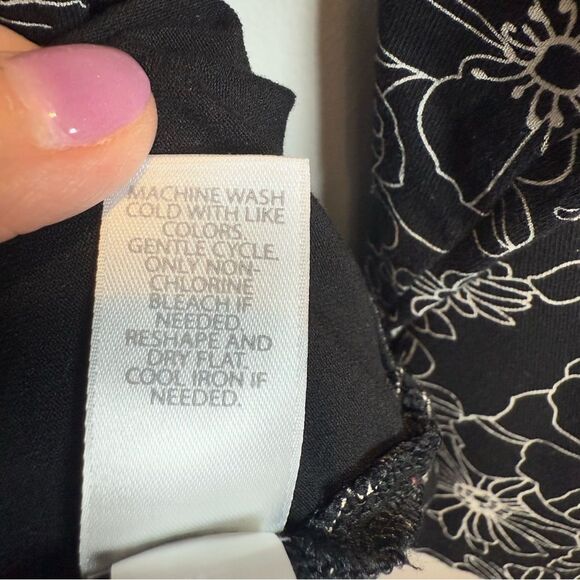 MACHINE WASH
COLD WITH LIKE
COLORS.
GENTLE CYCLE.
ONLY NON-
CHLORINE
BLEACH IF
NEEDED.
RESHAPE AND
DRY FLAT.
COOL IRON IF
NEEDED.